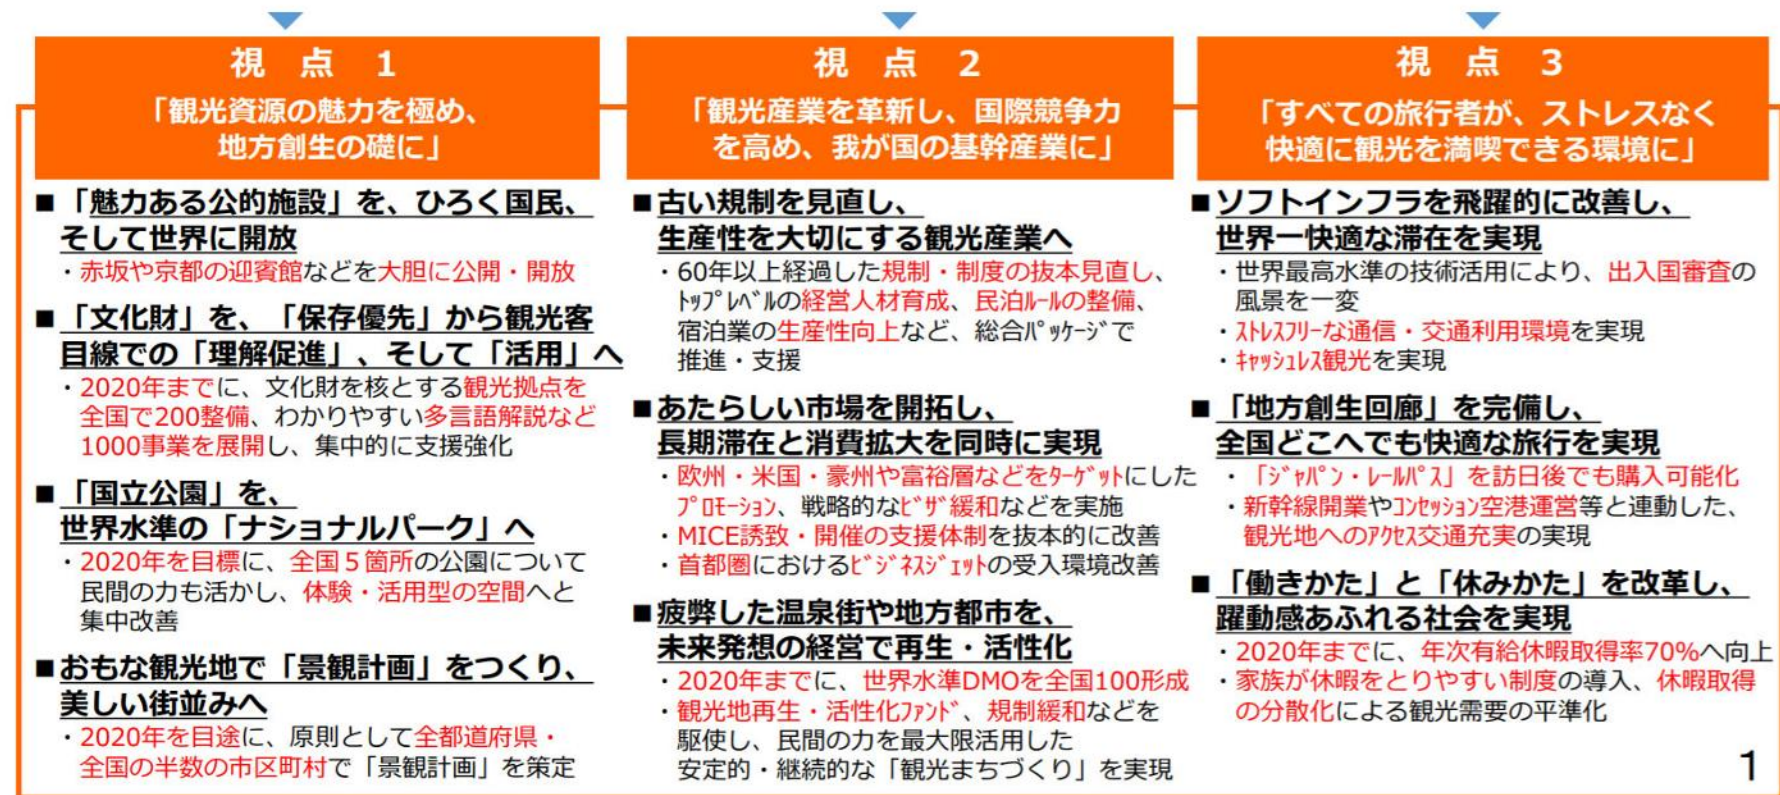 視 点 1
「観光資源の魅力を極め、
地方創生の礎に」
■「魅力ある公的施設」を、ひろく国民、
そして世界に開放
・赤坂や京都の迎賓館などを大胆に公開・開放
■「文化財」を、「保存優先」から観光客
目線での「理解促進」、そして「活用」へ
・2020年までに、文化財を核とする観光拠点を
全国で200整備、わかりやすい多言語解説など
1000事業を展開し、集中的に支援強化
■「国立公園」を、
世界水準の「ナショナルパーク」へ
・2020年を目標に、全国５箇所の公園について
民間の力も活かし、体験・活用型の空間へと
集中改善
■おもな観光地で「景観計画」をつくり、
美しい街並みへ
・2020年を目途に、原則として全都道府県・
全国の半数の市区町村で「景観計画」を策定
視 点 2
「観光産業を革新し、国際競争力
を高め、我が国の基幹産業に」
■古い規制を見直し、
生産性を大切にする観光産業へ
・60年以上経過した規制・制度の抜本見直し、
ﾄｯﾌﾟﾚﾍﾞﾙの経営人材育成、民泊ﾙｰﾙの整備、
宿泊業の生産性向上など、総合ﾊﾟｯｹｰｼﾞで
推進・支援
■あたらしい市場を開拓し、
長期滞在と消費拡大を同時に実現
・欧州・米国・豪州や富裕層などをﾀｰｹﾞｯﾄにした
ﾌﾟﾛﾓｰｼｮﾝ、戦略的なﾋﾞｻﾞ緩和などを実施
・MICE誘致・開催の支援体制を抜本的に改善
・首都圏におけるﾋﾞｼﾞﾈｽｼﾞｪｯﾄの受入環境改善
■疲弊した温泉街や地方都市を、
未来発想の経営で再生・活性化
・2020年までに、世界水準DMOを全国100形成
・観光地再生・活性化ﾌｧﾝﾄﾞ、規制緩和などを
駆使し、民間の力を最大限活用した
安定的・継続的な「観光まちづくり」を実現
視 点 3
「すべての旅行者が、ストレスなく
快適に観光を満喫できる環境に」
■ソフトインフラを飛躍的に改善し、
世界一快適な滞在を実現
・世界最高水準の技術活用により、出入国審査の
風景を一変
・ｽﾄﾚｽﾌﾘｰな通信・交通利用環境を実現
・ｷｬｯｼｭﾚｽ観光を実現
■「地方創生回廊」を完備し、
全国どこへでも快適な旅行を実現
・「ｼﾞｬﾊﾟﾝ・ﾚｰﾙﾊﾟｽ」を訪日後でも購入可能化
・新幹線開業やｺﾝｾｯｼｮﾝ空港運営等と連動した、
観光地へのｱｸｾｽ交通充実の実現
■「働きかた」と「休みかた」を改革し、
躍動感あふれる社会を実現
・2020年までに、年次有給休暇取得率70%へ向上
・家族が休暇をとりやすい制度の導入、休暇取得
の分散化による観光需要の平準化
1